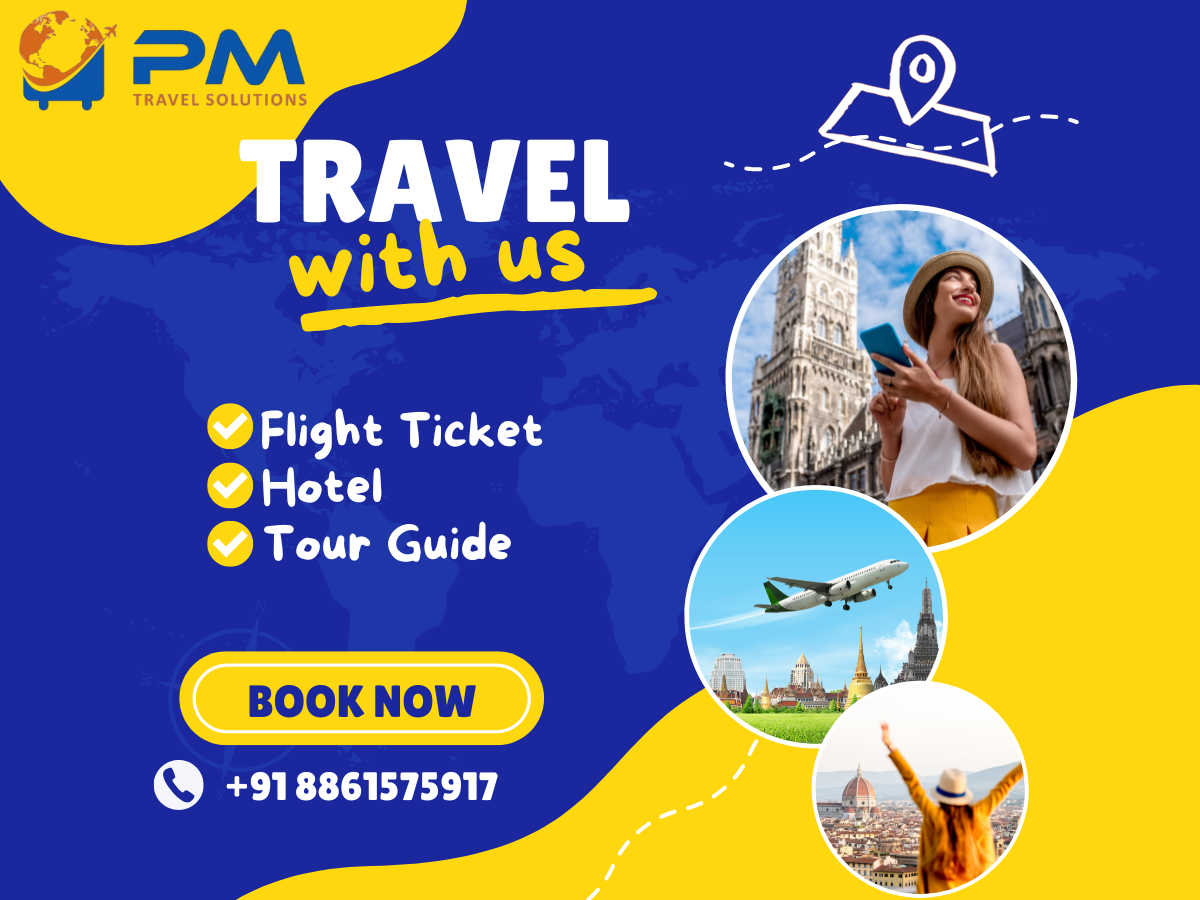 PM
TRAVEL SOLUTIONS
TRAVEL
with us
Flight Ticket
Hotel
Tour Guide
BOOK NOW
+91 8861575917